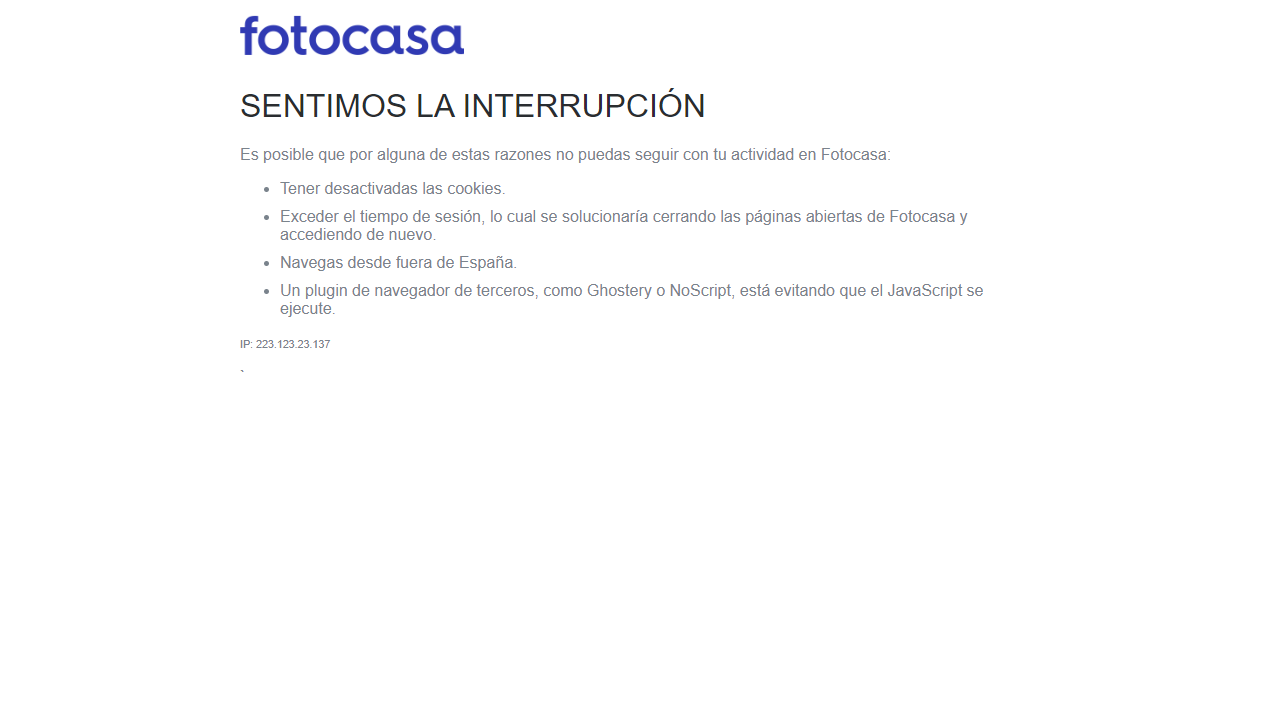 fotocasa
SENTIMOS LA INTERRUPCIÓN
Es posible que por alguna de estas razones no puedas seguir con tu actividad en Fotocasa:
• Tener desactivadas las cookies.
• Exceder el tiempo de sesión, lo cual se solucionaría cerrando las páginas abiertas de Fotocasa y
accediendo de nuevo.
• Navegas desde fuera de España.
• Un plugin de navegador de terceros, como Ghostery o NoScript, está evitando que el JavaScript se
ejecute.
IP: 223.123.23.137
`